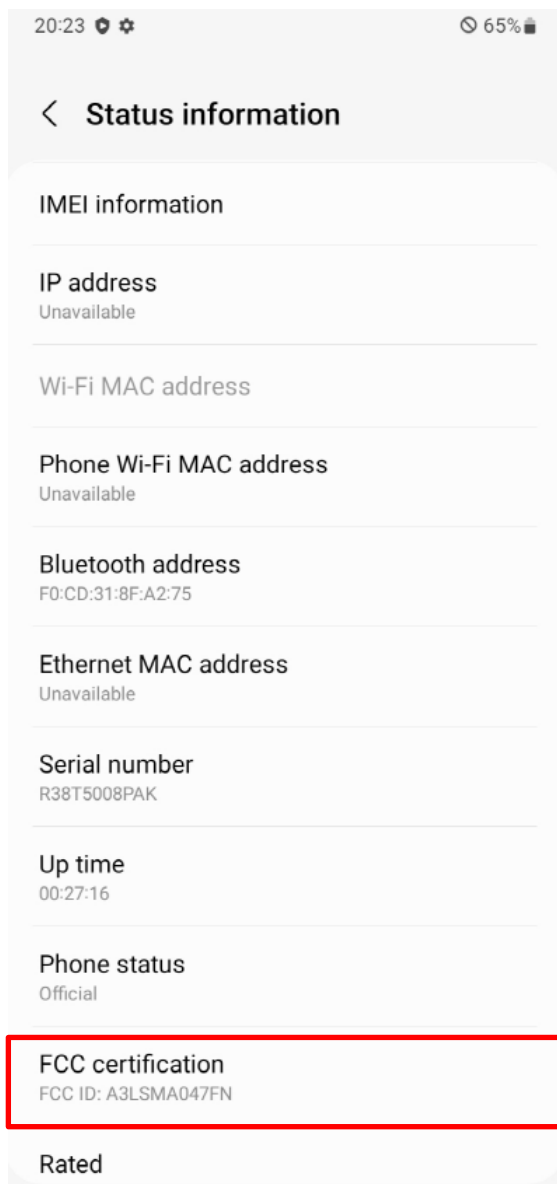 20:23 65%
Status information
IMEI information
IP address
Unavailable
Wi-Fi MAC address
Phone Wi-Fi MAC address
Unavailable
Bluetooth address
F0:CD:31:8F:A2:75
Ethernet MAC address
Unavailable
Serial number
R38T5008PAK
Up time
00:27:16
Phone status
Official
FCC certification
FCC ID: A3LSMA047FN
Rated